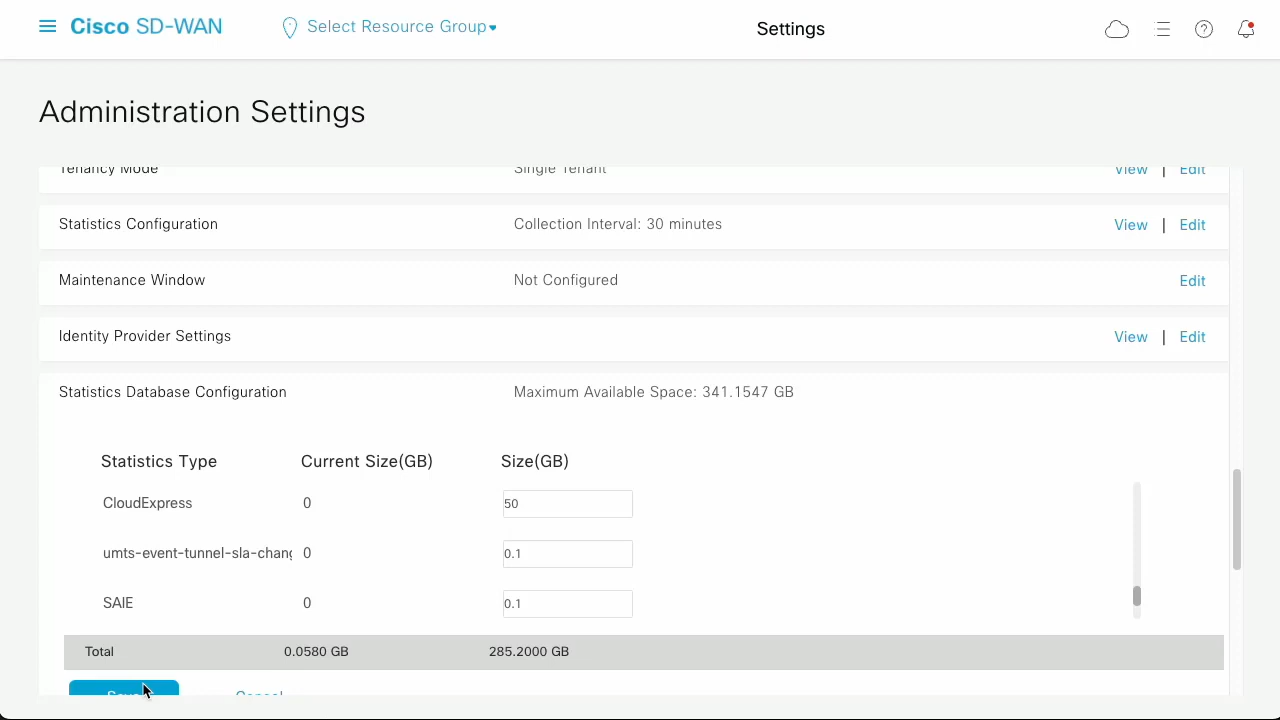 Cisco SD-WAN
Select Resource Group
Settings
Administration Settings
Tenancy Mode Single Tenant View | Edit
Statistics Configuration Collection Interval: 30 minutes View | Edit
Maintenance Window Not Configured Edit
Identity Provider Settings View | Edit
Statistics Database Configuration Maximum Available Space: 341.1547 GB
Statistics Type Current Size(GB) Size(GB)
CloudExpress 0 50
umts-event-tunnel-sla-chang 0 0.1
SAIE 0 0.1
Total 0.0580 GB 285.2000 GB
Save Cancel